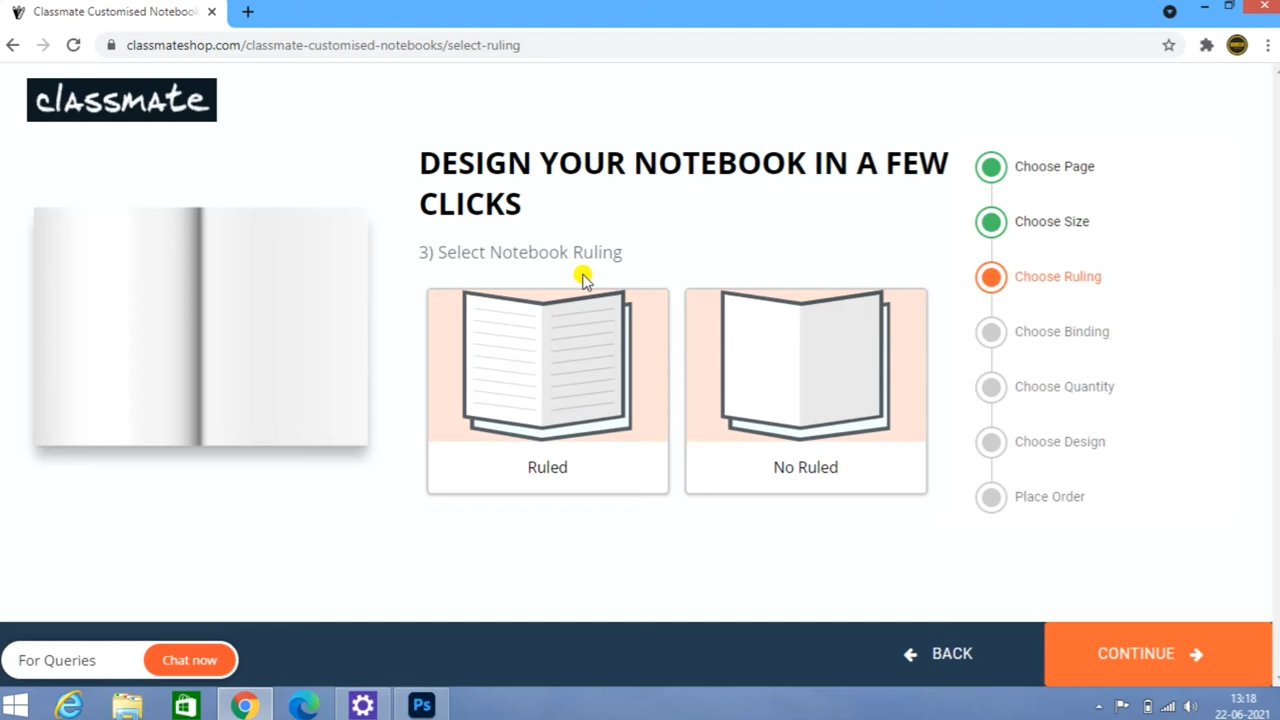 Classmate Customised Notebook
classmateshop.com/classmate-customised-notebooks/select-ruling
classmate
DESIGN YOUR NOTEBOOK IN A FEW
CLICKS
3) Select Notebook Ruling
Ruled
No Ruled
Choose Page
Choose Size
Choose Ruling
Choose Binding
Choose Quantity
Choose Design
Place Order
For Queries
Chat now
BACK
CONTINUE
Ps
13:18
22-06-2021